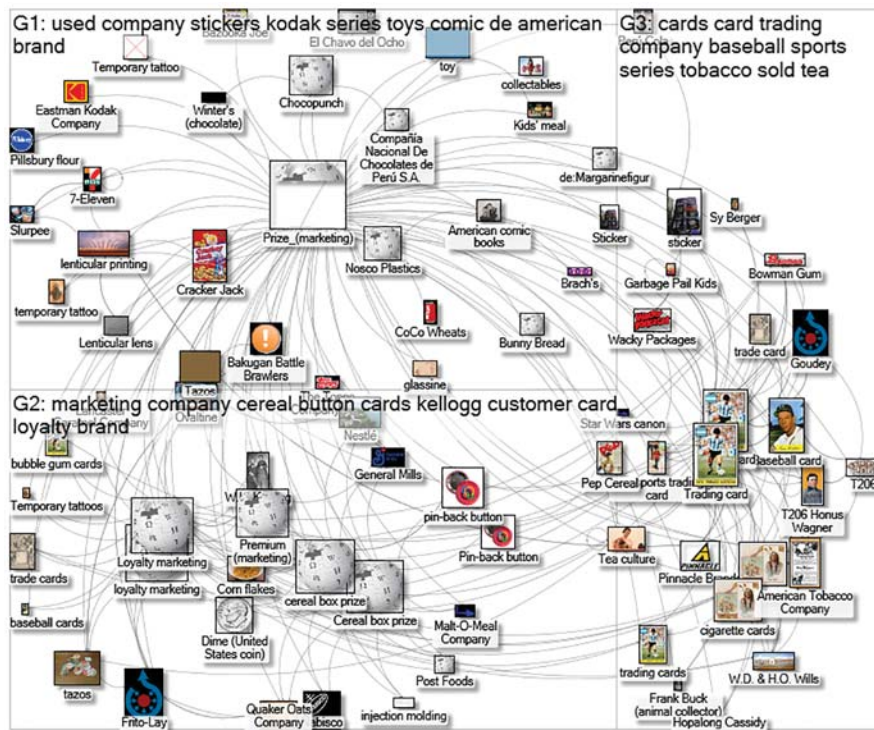 G1: used company stickers kodak series toys comic de american
brand
G3: cards card trading
company baseball sports
series tobacco sold tea
Bazooka Joe
El Chavo del Ocho
Temporary tattoo
toy
collectables
Chocopunch
Eastman Kodak
Company
Winter's
(chocolate)
Kids' meal
Compañía
Nacional De
Chocolates de
Perú S.A.
Pillsbury flour
de:Margarinefigur
7-Eleven
Slurpee
Prize_(marketing)
American comic
books
Sticker
sticker
Sy Berger
lenticular printing
Cracker Jack
Nosco Plastics
Brach's
Garbage Pail Kids
Bowman Gum
temporary tattoo
CoCo Wheats
Wacky Packages
Lenticular lens
Bunny Bread
trade card
Goudey
Bakugan Battle
Brawlers
glassine
Tazos
Ovaltine
G2: marketing company cereal button cards kellogg customer card
loyalty brand
Nestlé
Star Wars canon
bubble gum cards
General Mills
Pep Cereal
card
Trading card
baseball card
T206
Temporary tattoos
pin-back button
T206 Honus
Wagner
Premium
(marketing)
Loyalty marketing
Pin-back button
Tea culture
trade cards
loyalty marketing
Corn flakes
cereal box prize
Pinnacle Brands
American Tobacco
Company
baseball cards
Dime (United
States coin)
Cereal box prize
Malt-O-Meal
Company
cigarette cards
tazos
Post Foods
trading cards
W.D. & H.O. Wills
Frito-Lay
Quaker Oats
Company
injection molding
Frank Buck
(animal collector)
Hopalong Cassidy